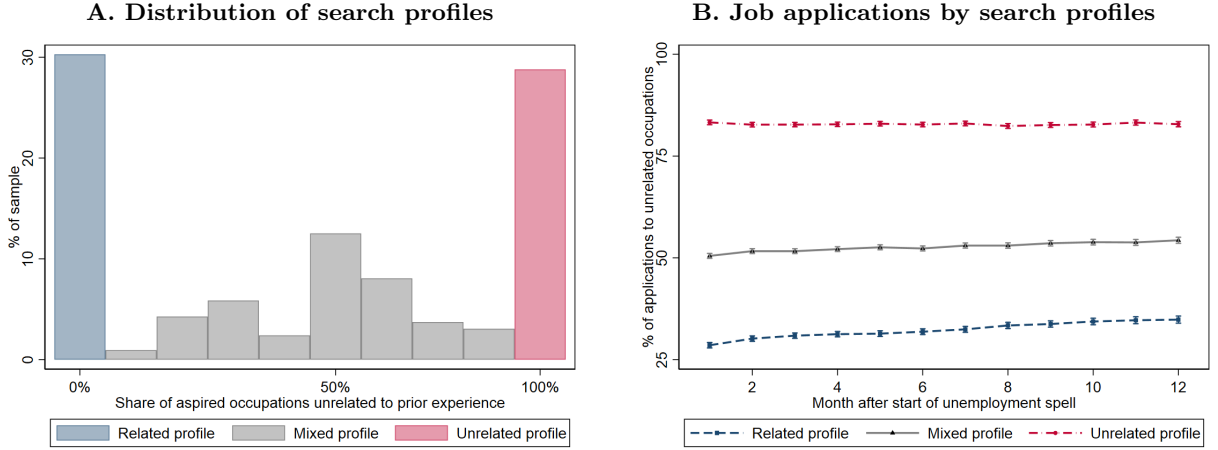 A. Distribution of search profiles
% of sample
30
20
10
0
0%
50%
100%
Share of aspired occupations unrelated to prior experience
Related profile
Mixed profile
Unrelated profile
B. Job applications by search profiles
% of applications to unrelated occupations
100
75
50
25
2
4
6
8
10
12
Month after start of unemployment spell
Related profile
Mixed profile
Unrelated profile